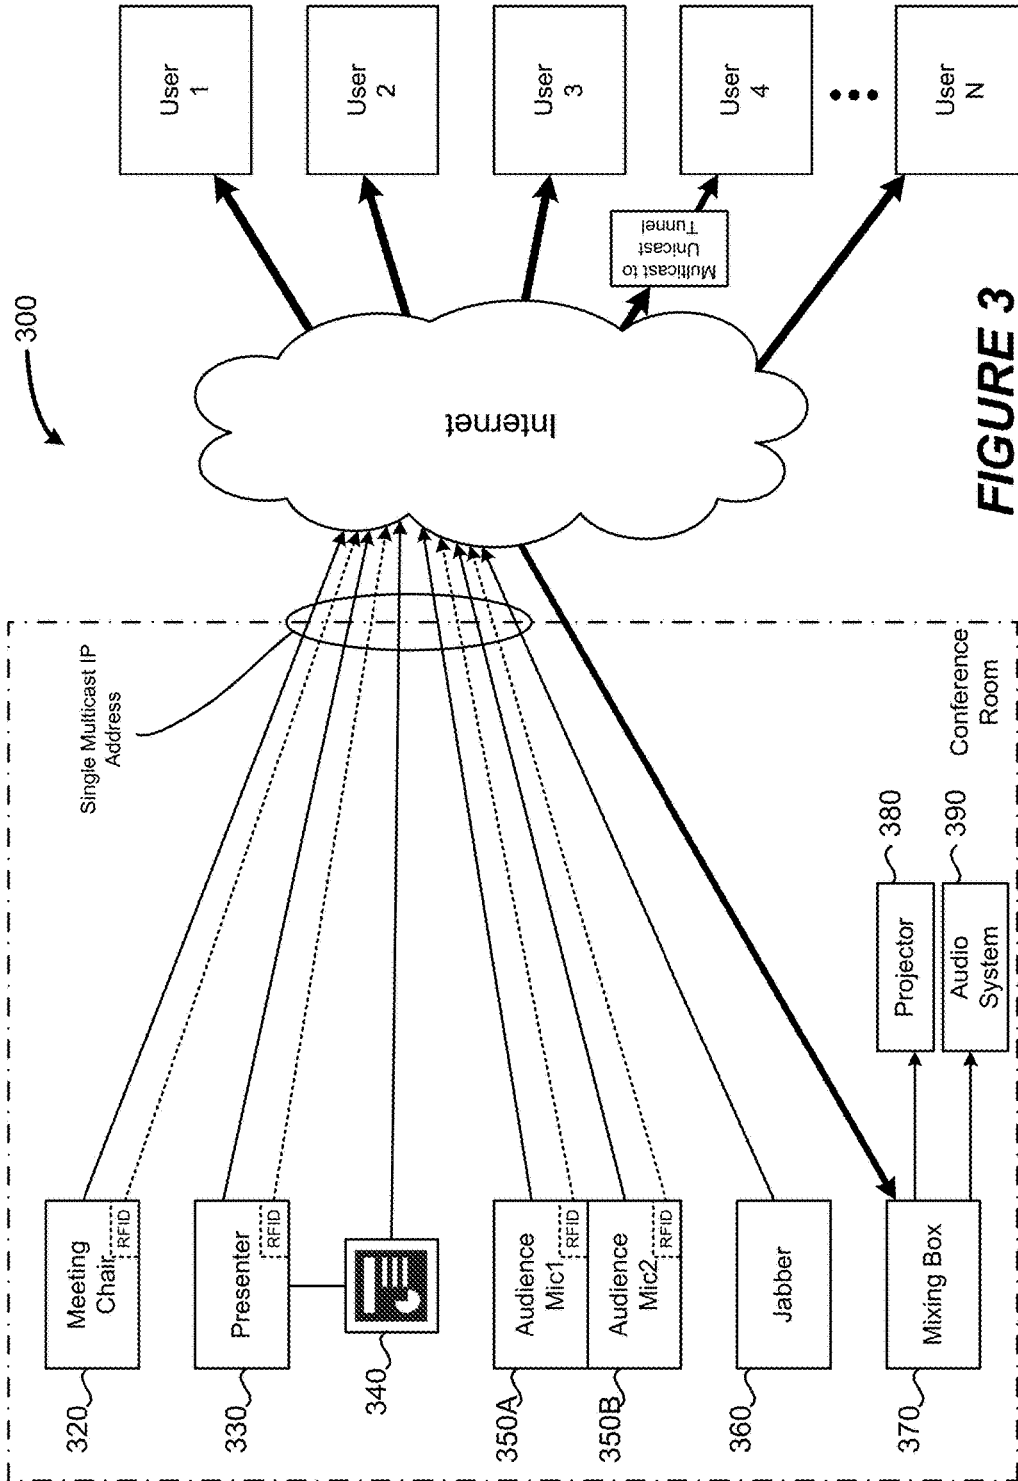 300
Meeting
Chair
RFID
320
Presenter
RFID
330
340
Audience
Mic1
RFID
350A
Audience
Mic2
RFID
350B
Jabber
360
Mixing Box
370
Projector
380
Audio
System
390
Conference
Room
Single Multicast IP
Address
Internet
Multicast to
Unicast
Tunnel
User
1
User
2
User
3
User
4
User
N
FIGURE 3